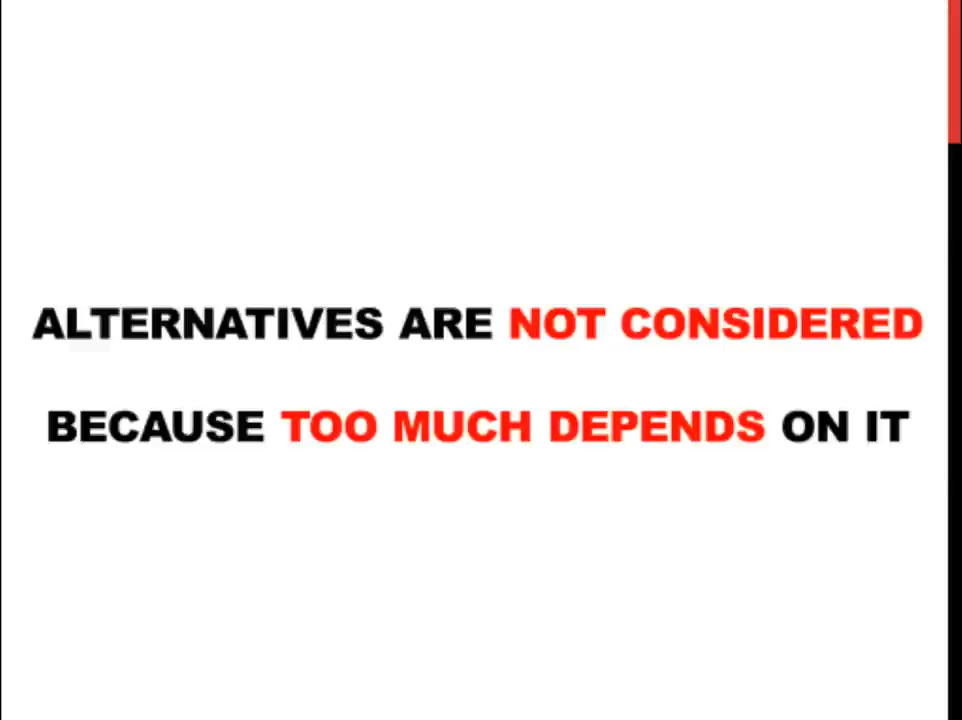 ALTERNATIVES ARE NOT CONSIDERED
BECAUSE TOO MUCH DEPENDS ON IT